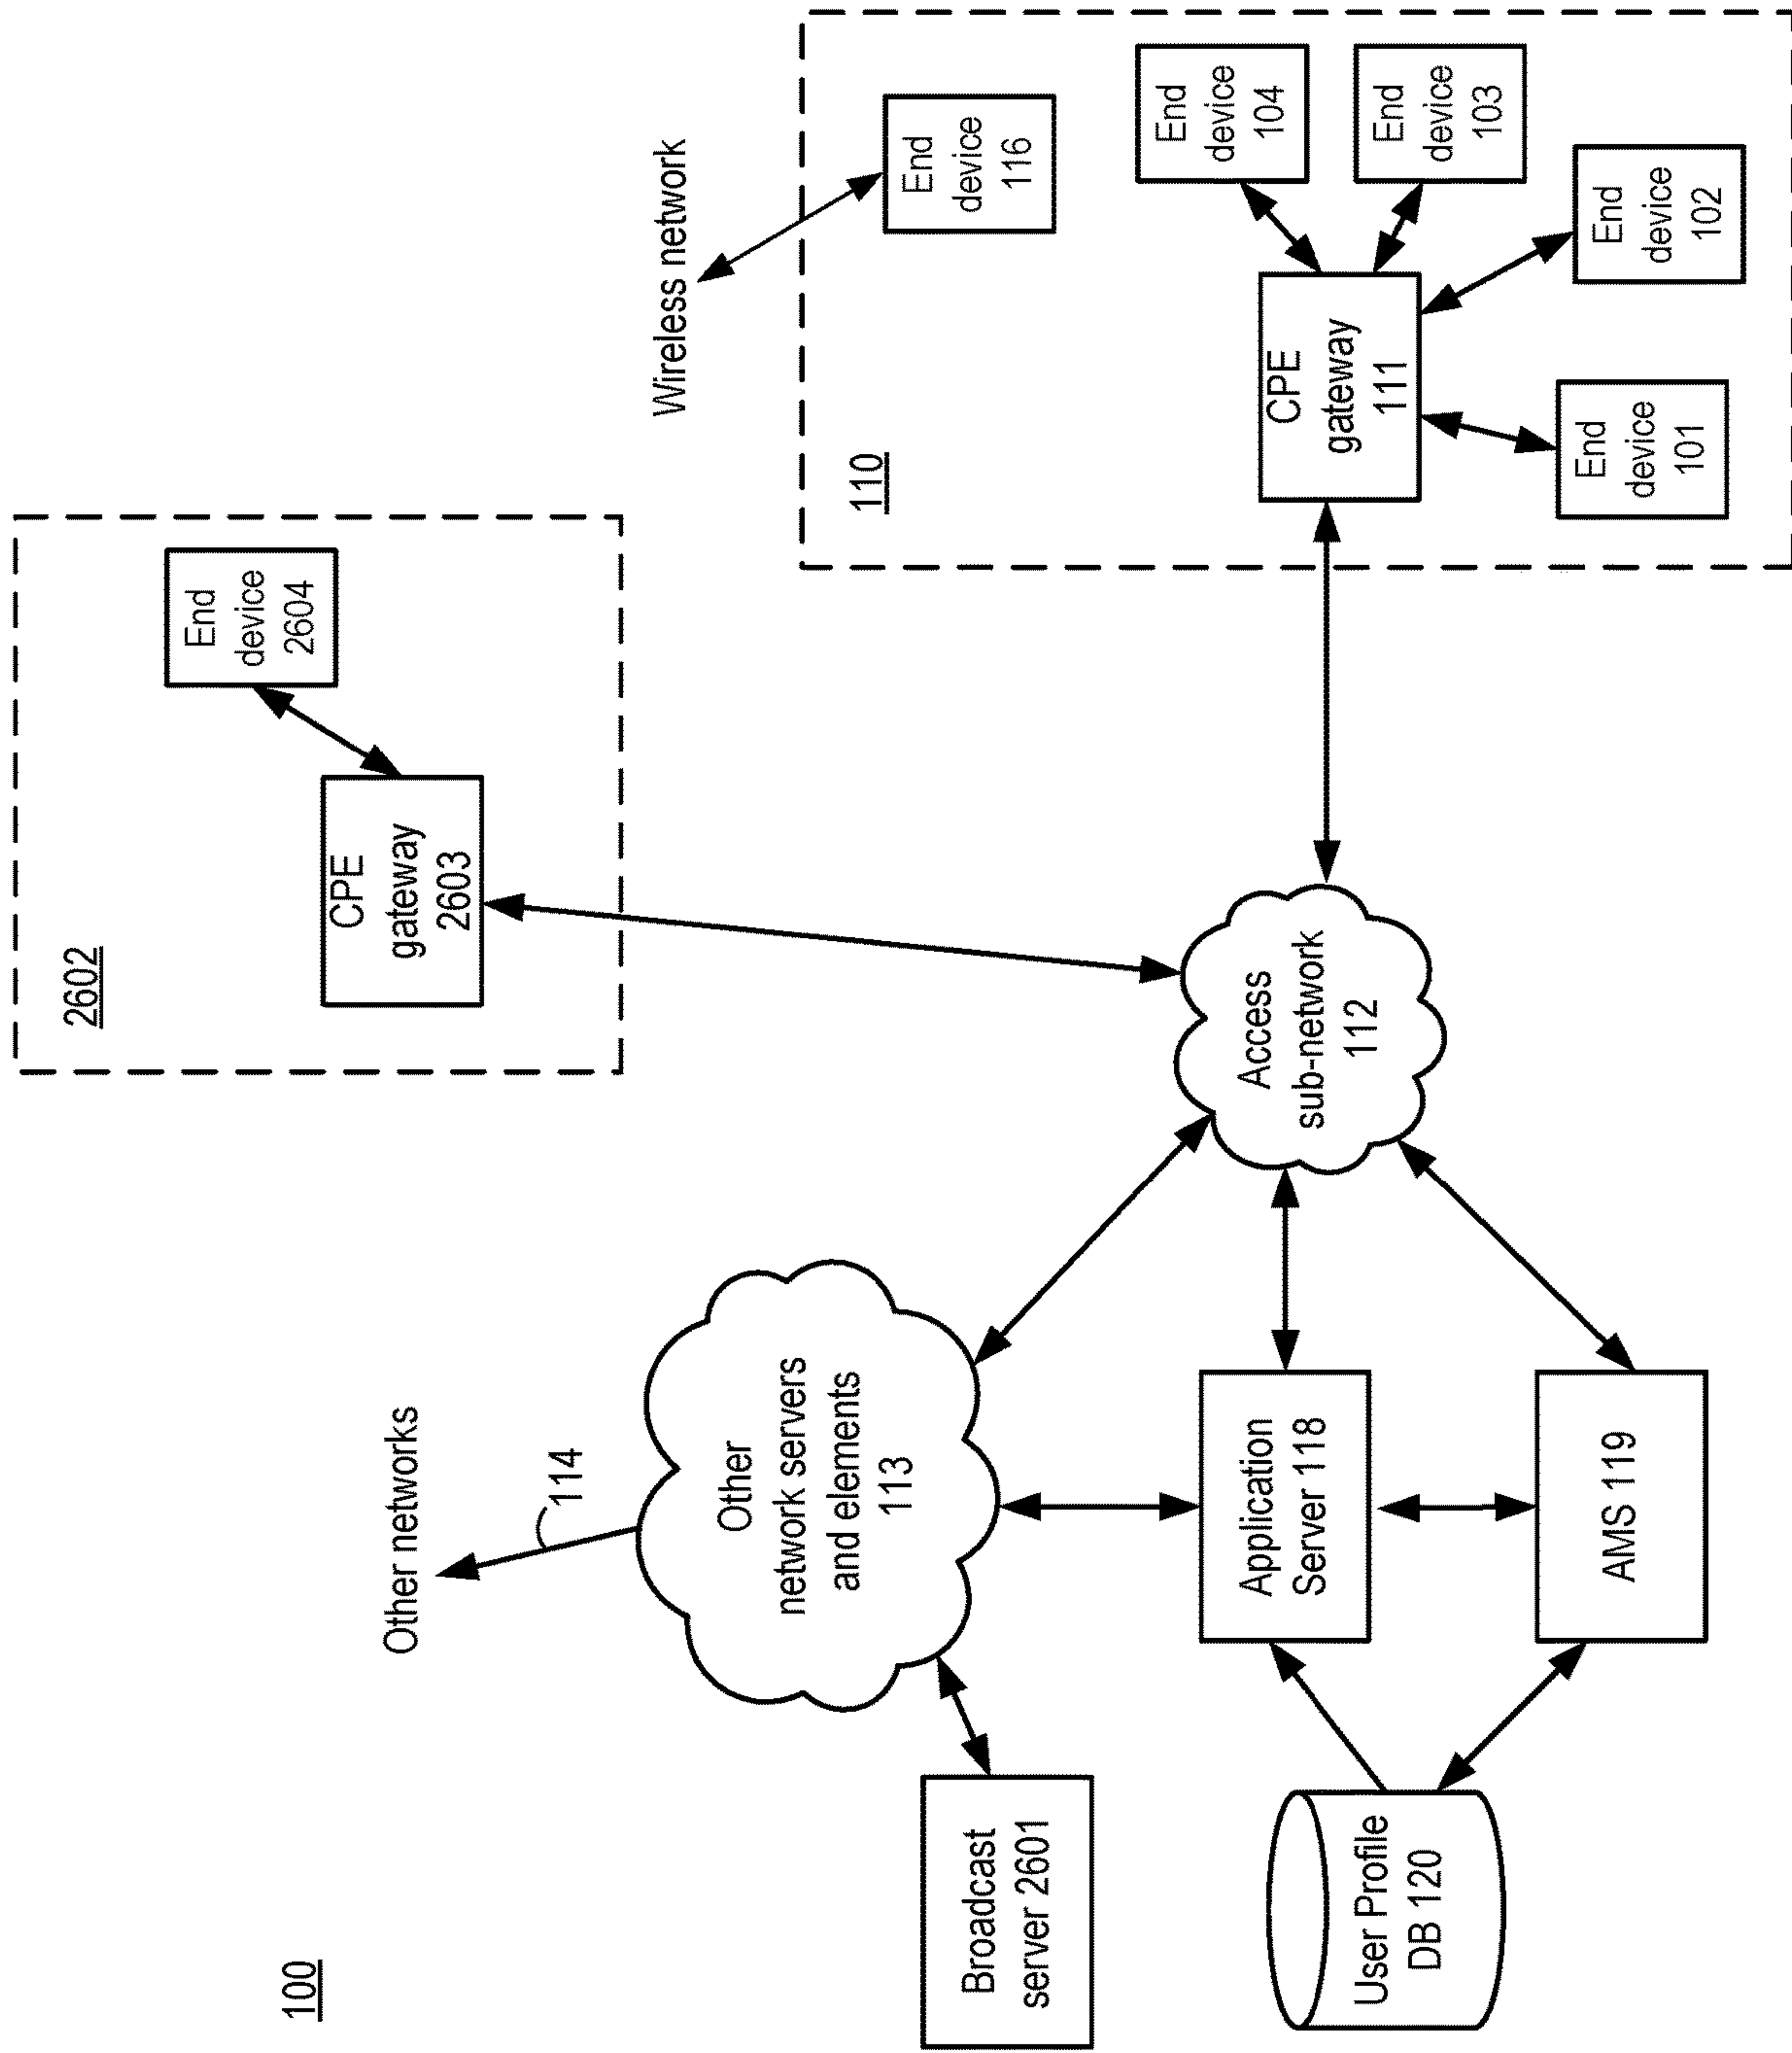 100
Other networks
114
Other
network servers
and elements
113
Broadcast
server 2601
User Profile
DB 120
Application
Server 118
AMS 119
Access
sub-network
112
2602
CPE
gateway
2603
End
device
2604
Wireless network
110
End
device
116
CPE
gateway
111
End
device
104
End
device
103
End
device
102
End
device
101